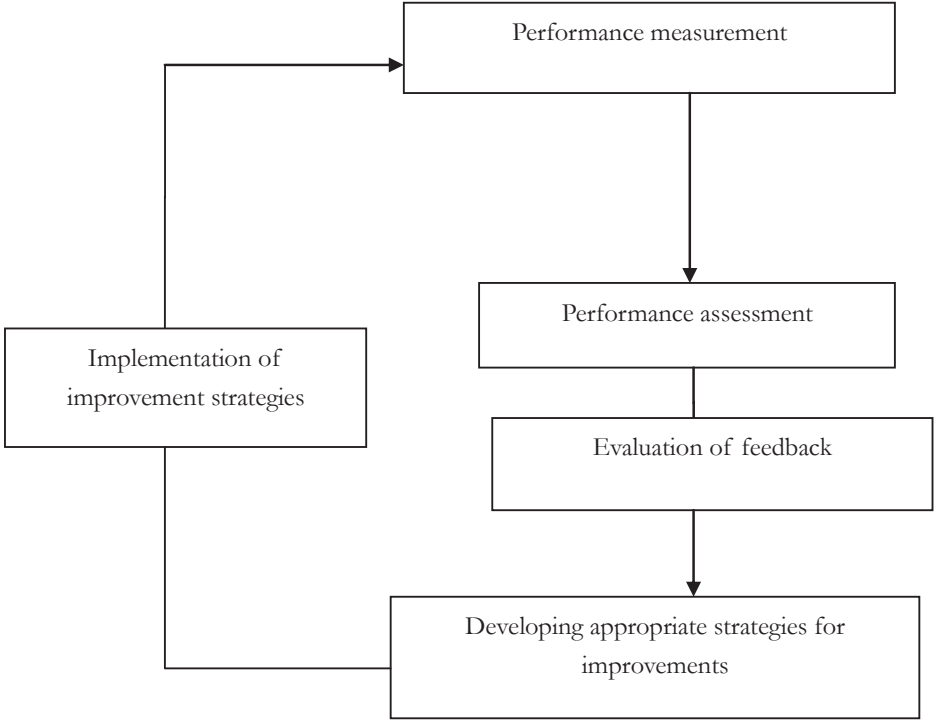 Performance measurement
Performance assessment
Implementation of
improvement strategies
Evaluation of feedback
Developing appropriate strategies for
improvements